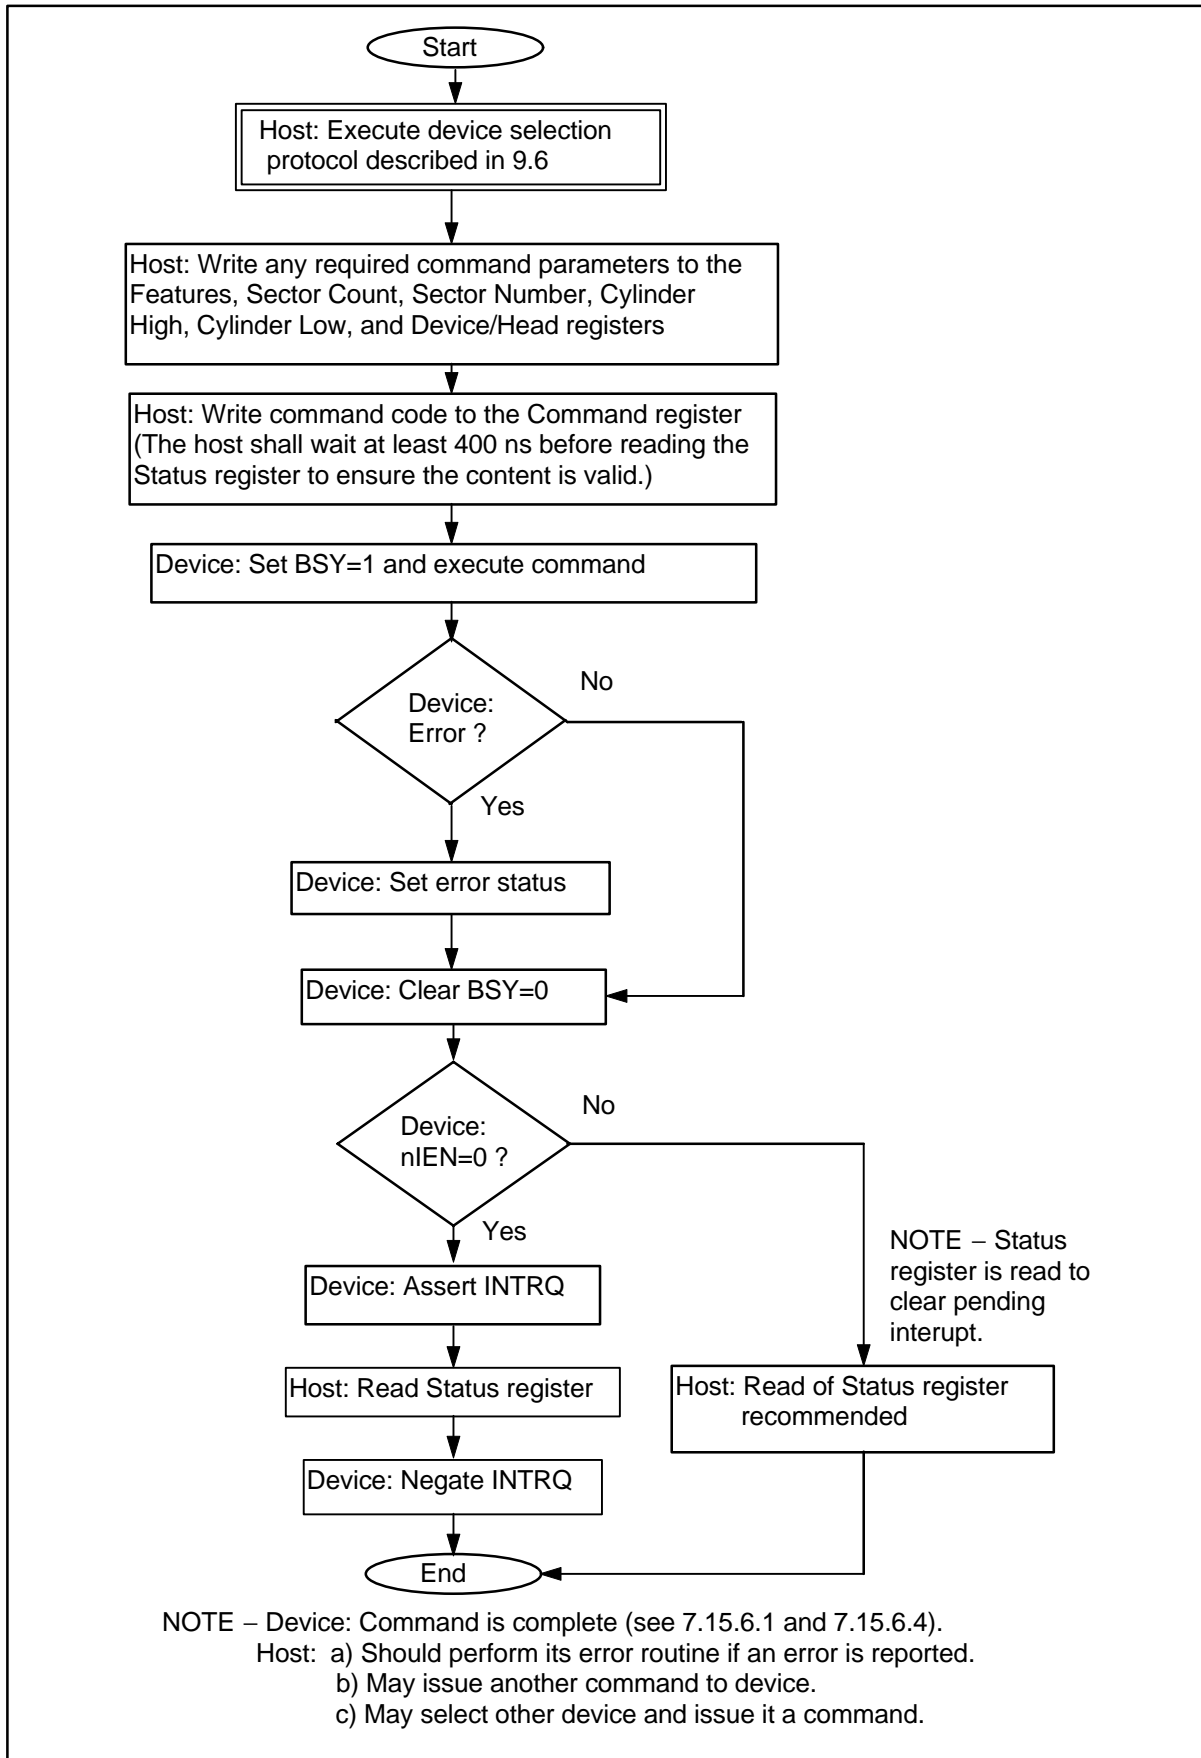 Start
Host: Execute device selection
protocol described in 9.6
Host: Write any required command parameters to the
Features, Sector Count, Sector Number, Cylinder
High, Cylinder Low, and Device/Head registers
Host: Write command code to the Command register
(The host shall wait at least 400 ns before reading the
Status register to ensure the content is valid.)
Device: Set BSY=1 and execute command
Device:
Error ?
No
Yes
Device: Set error status
Device: Clear BSY=0
Device:
nIEN=0 ?
No
Yes
Device: Assert INTRQ
NOTE – Status
register is read to
clear pending
interupt.
Host: Read Status register
Host: Read of Status register
recommended
Device: Negate INTRQ
End
NOTE – Device: Command is complete (see 7.15.6.1 and 7.15.6.4).
Host: a) Should perform its error routine if an error is reported.
b) May issue another command to device.
c) May select other device and issue it a command.